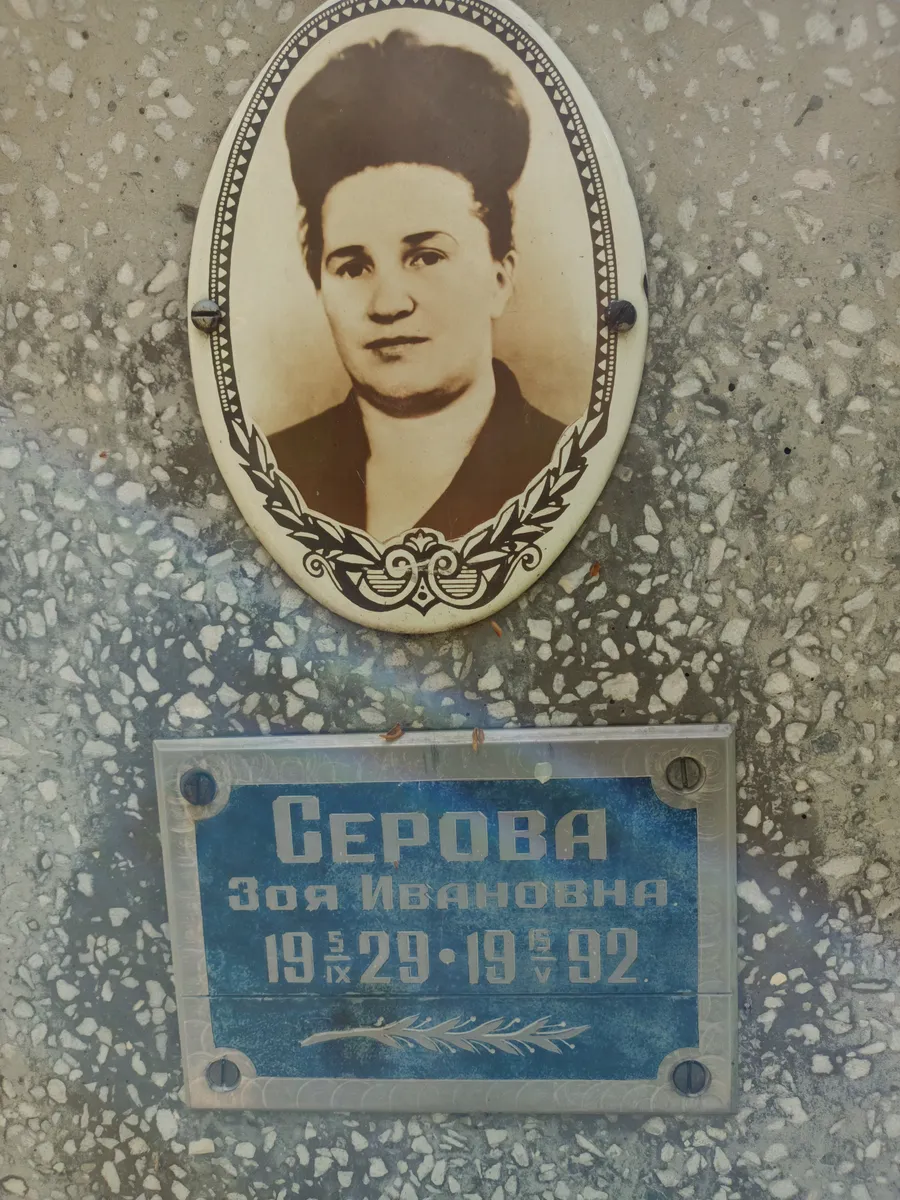 СЕРОВА
ЗОЯ ИВАНОВНА
19 5/IX 29 • 19 15/V 92.